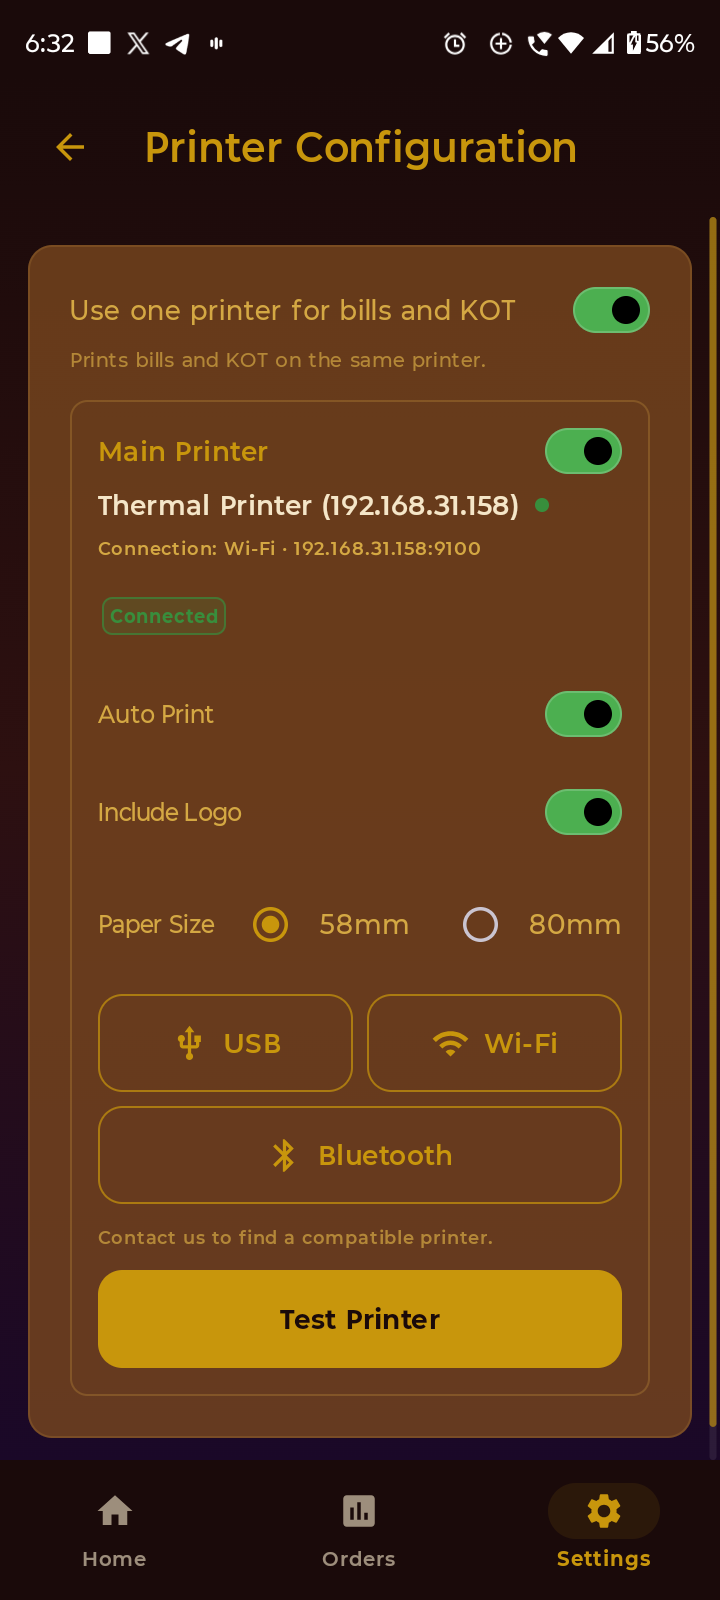 6:32
56%
Printer Configuration
Use one printer for bills and KOT
Prints bills and KOT on the same printer.
Main Printer
Thermal Printer (192.168.31.158)
Connection: Wi-Fi · 192.168.31.158:9100
Connected
Auto Print
Include Logo
Paper Size 58mm 80mm
USB Wi-Fi
Bluetooth
Contact us to find a compatible printer.
Test Printer
Home Orders Settings